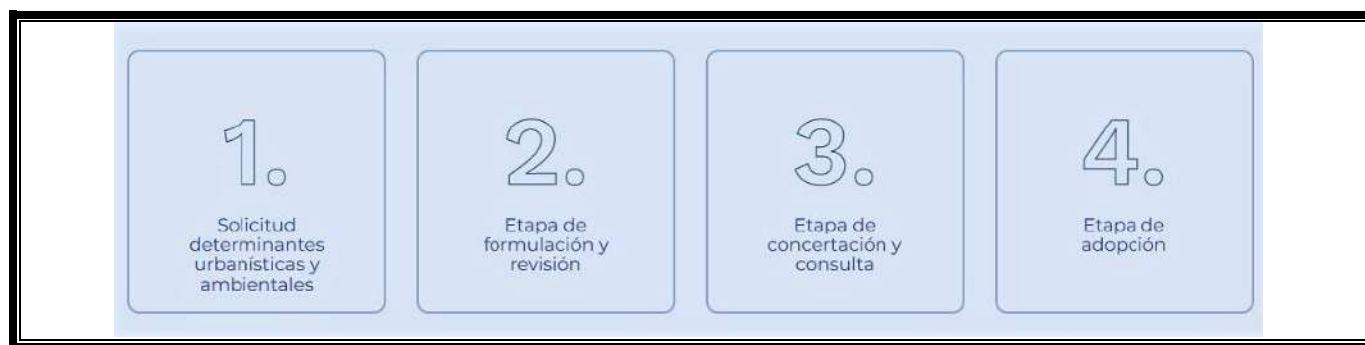 1.
Solicitud
determinantes
urbanísticas y
ambientales
2.
Etapa de
formulación y
revisión
3.
Etapa de
concertación y
consulta
4.
Etapa de
adopción